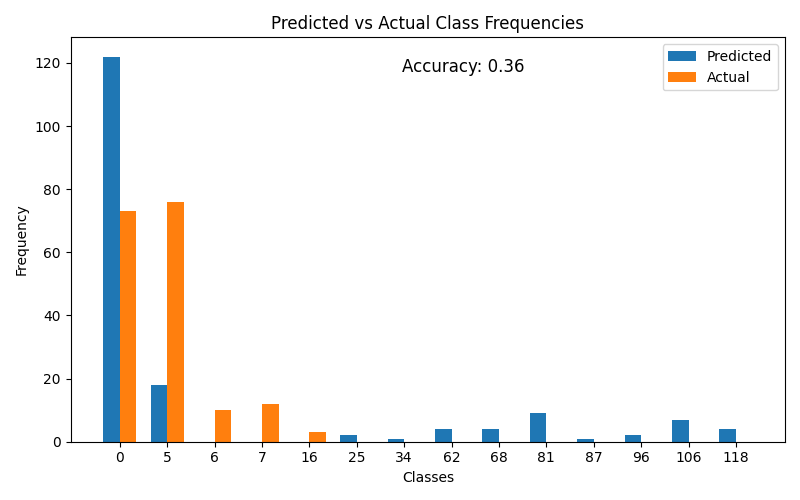 Predicted vs Actual Class Frequencies
Accuracy: 0.36
Predicted
Actual
Frequency
120
100
80
60
40
20
0
0 5 6 7 16 25 34 62 68 81 87 96 106 118
Classes